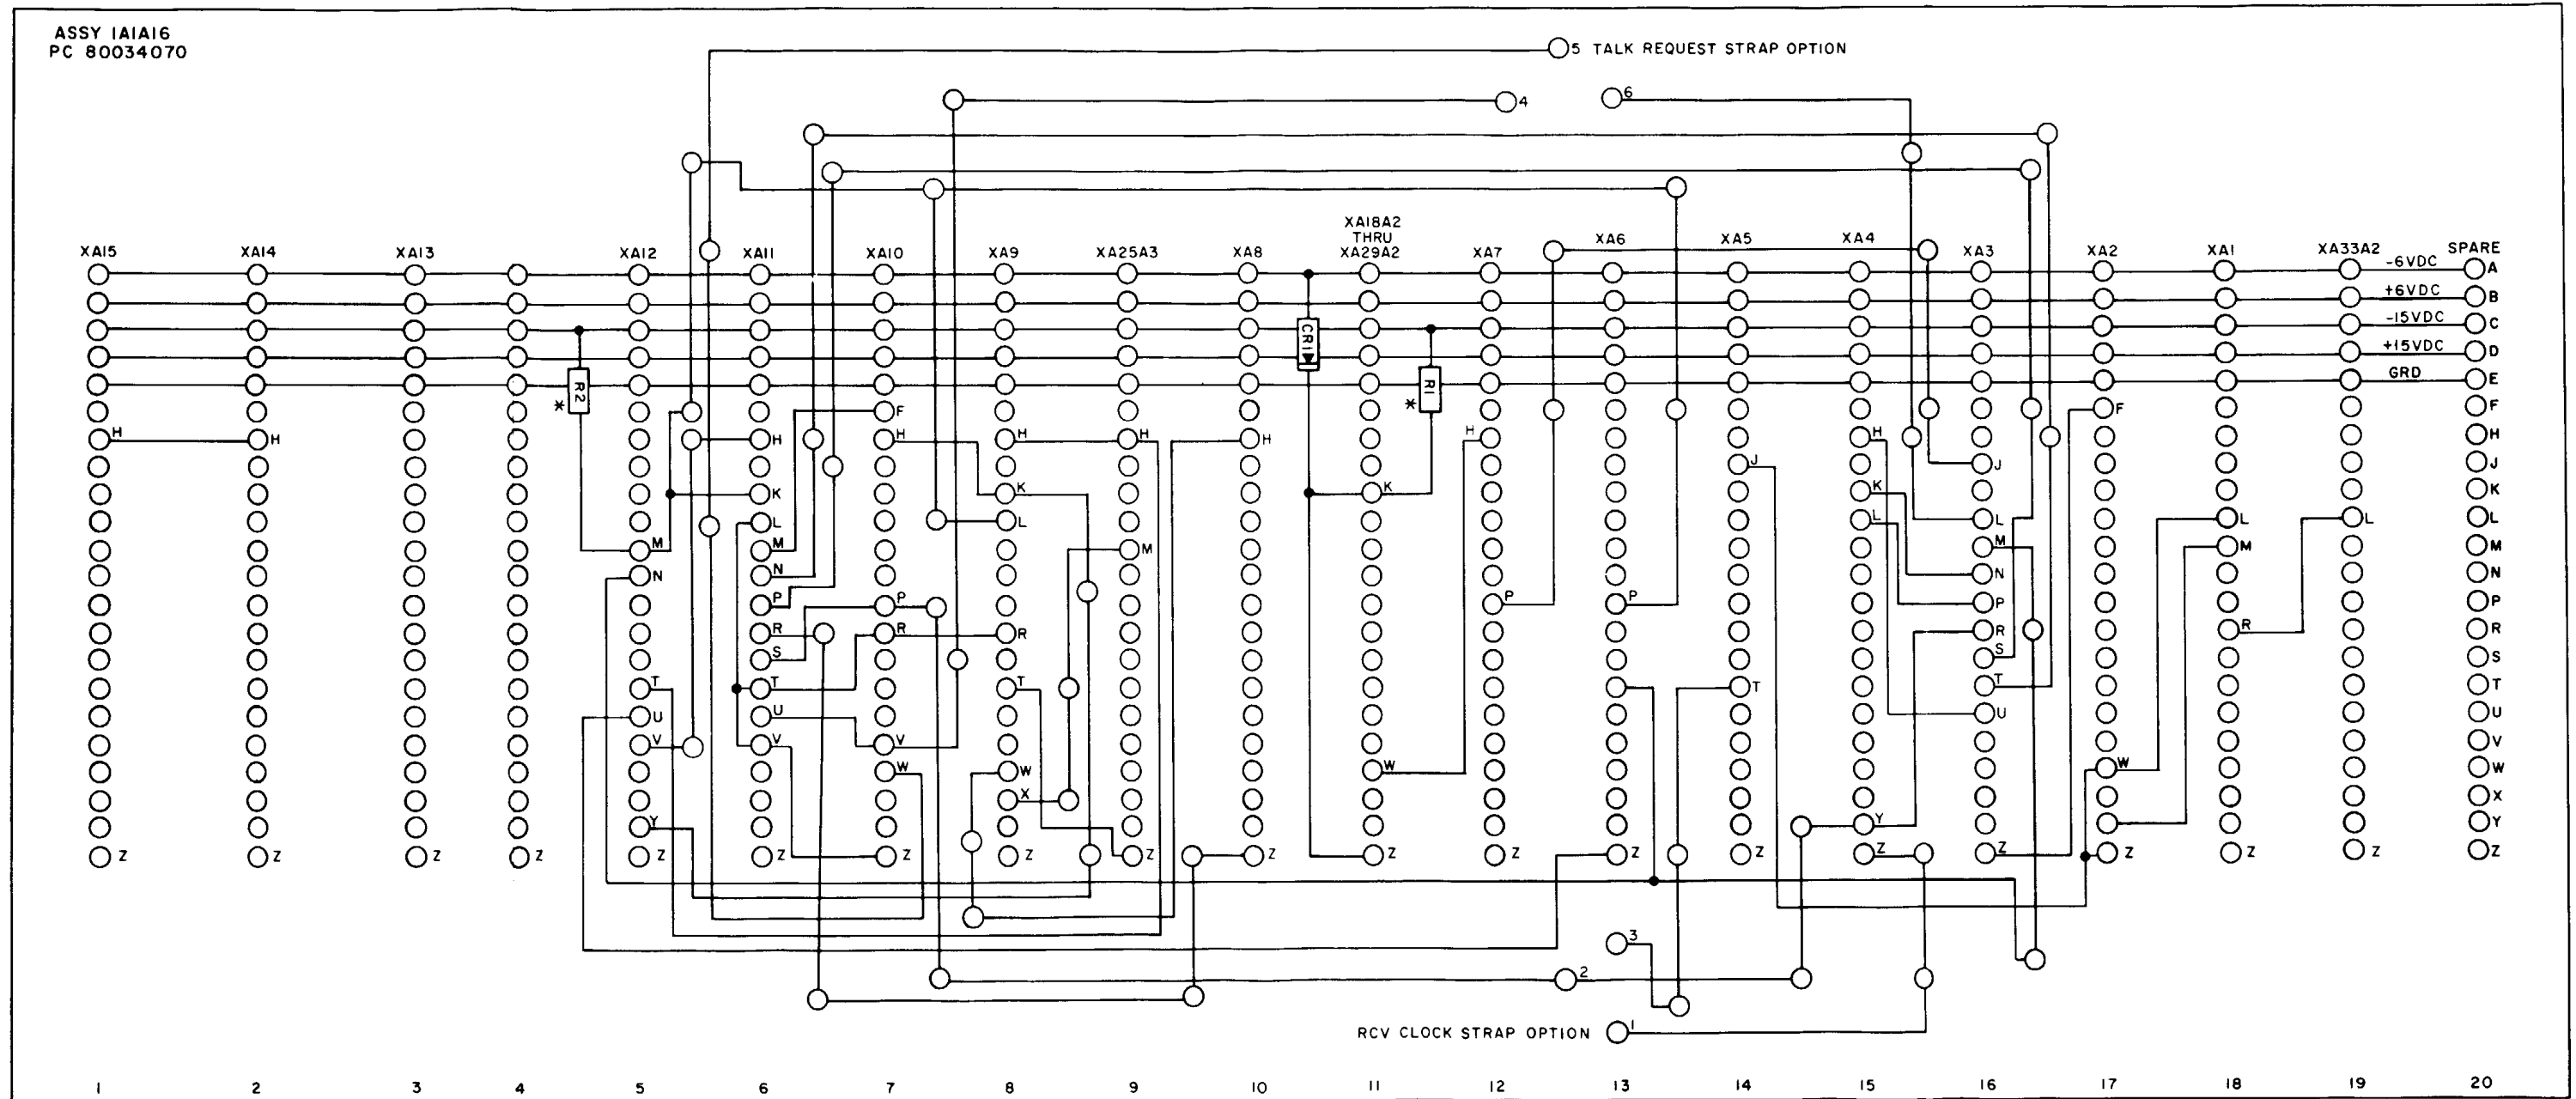 ASSY 1A1A16
PC 80034070
5 TALK REQUEST STRAP OPTION
4
6
XA15 XA14 XA13 XA12 XA11 XA10 XA9 XA25A3 XA8 XA18A2 THRU XA29A2 XA7 XA6 XA5 XA4 XA3 XA2 XA1 XA33A2 SPARE
-6VDC A
+6VDC B
-15VDC C
CR1
+15VDC D
GRD E
R2
*
R1
*
F F F
H H H H H H H H H H
J J J
K K K K K
L L L L L L L
M M M M M M
N N N N
P P P P P P
R R R R R R
S S S
T T T T T T
U U U U
V V V
W W W W W
X X
Y Y Y
Z Z Z Z Z Z Z Z Z Z Z Z Z Z Z Z Z Z Z Z
3
2
RCV CLOCK STRAP OPTION 1
1 2 3 4 5 6 7 8 9 10 11 12 13 14 15 16 17 18 19 20